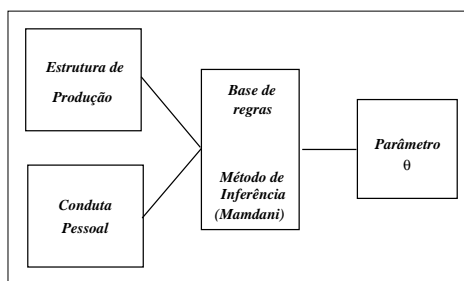 Estrutura de
Produção
Conduta
Pessoal
Base de
regras
Método de
Inferência
(Mamdani)
Parâmetro
θ